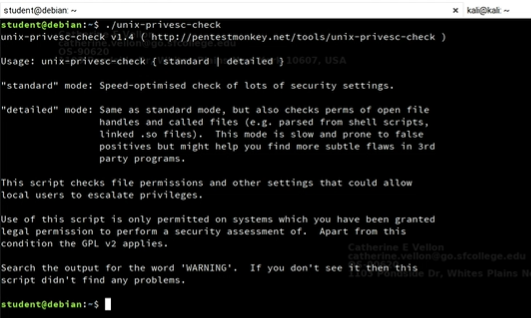 student@debian: ~ × kali@kali: ~
student@debian:~$ ./unix-privesc-check
unix-privesc-check v1.4 ( http://pentestmonkey.net/tools/unix-privesc-check )
Usage: unix-privesc-check { standard | detailed }
"standard" mode: Speed-optimised check of lots of security settings.
"detailed" mode: Same as standard mode, but also checks perms of open file
handles and called files (e.g. parsed from shell scripts,
linked .so files). This mode is slow and prone to false
positives but might help you find more subtle flaws in 3rd
party programs.
This script checks file permissions and other settings that could allow
local users to escalate privileges.
Use of this script is only permitted on systems which you have been granted
legal permission to perform a security assessment of. Apart from this
condition the GPL v2 applies.
Search the output for the word 'WARNING'. If you don't see it then this
script didn't find any problems.
student@debian:~$
Catherine E Vellon
catherine.vellon@go.sfcollege.edu
OS-90620
1105 Pondside Dr, Whites Plains
10607, USA